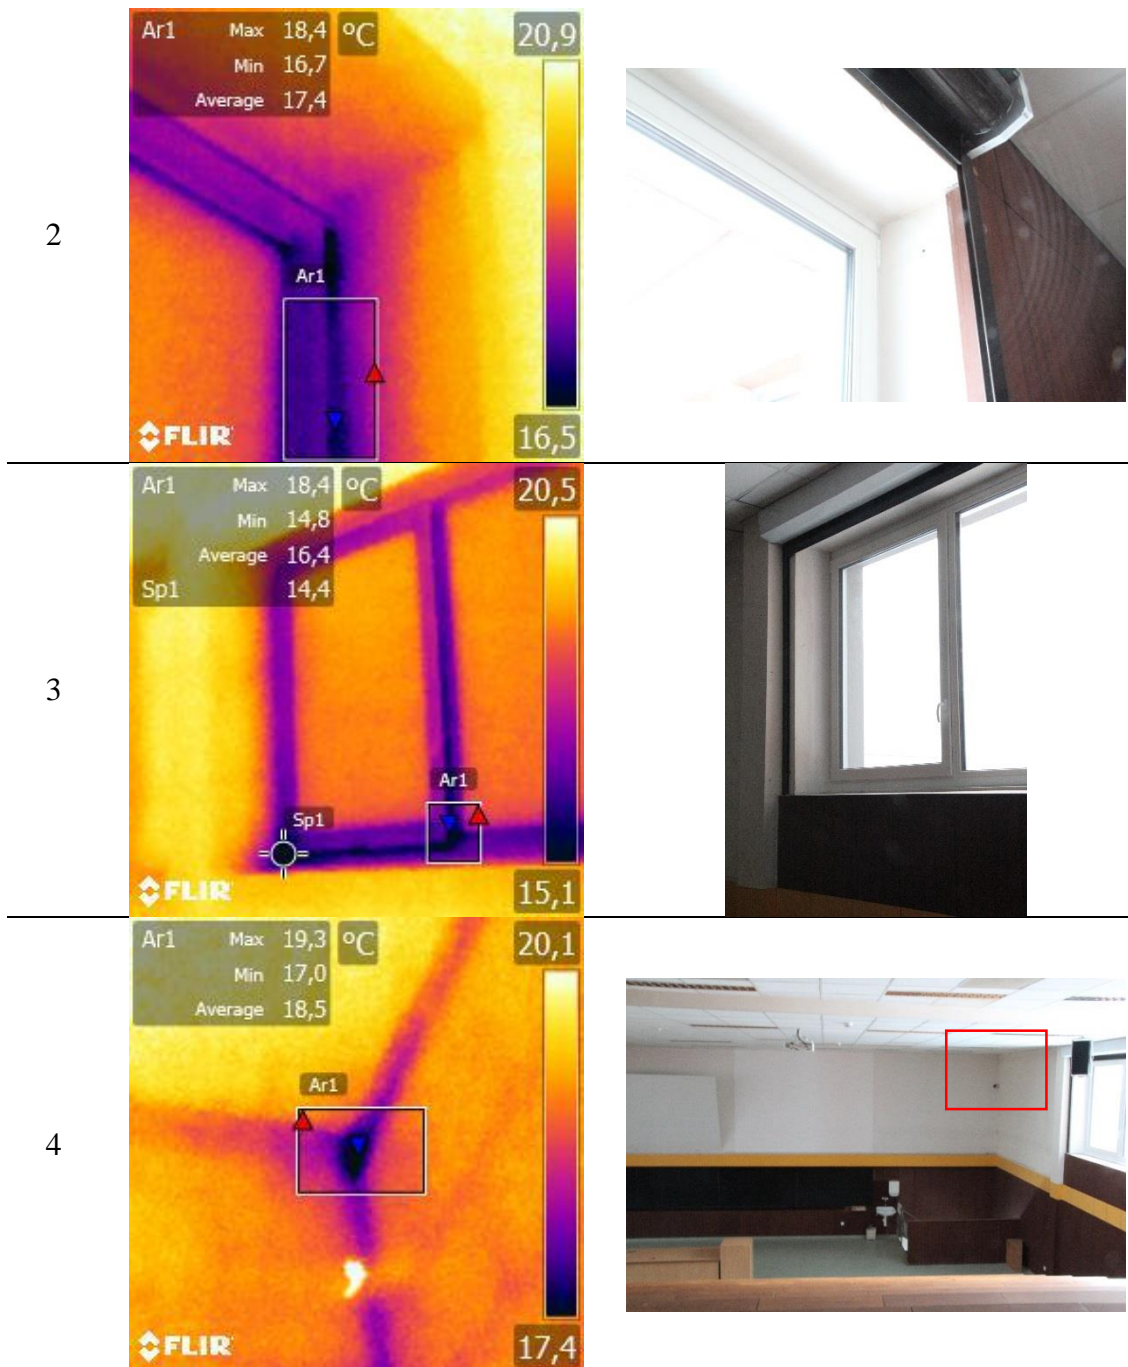 2
Ar1 Max 18,4 °C 20,9
Min 16,7
Average 17,4
Ar1
FLIR 16,5
3
Ar1 Max 18,4 °C 20,5
Min 14,8
Average 16,4
Sp1 14,4
Ar1
Sp1
FLIR 15,1
4
Ar1 Max 19,3 °C 20,1
Min 17,0
Average 18,5
Ar1
FLIR 17,4